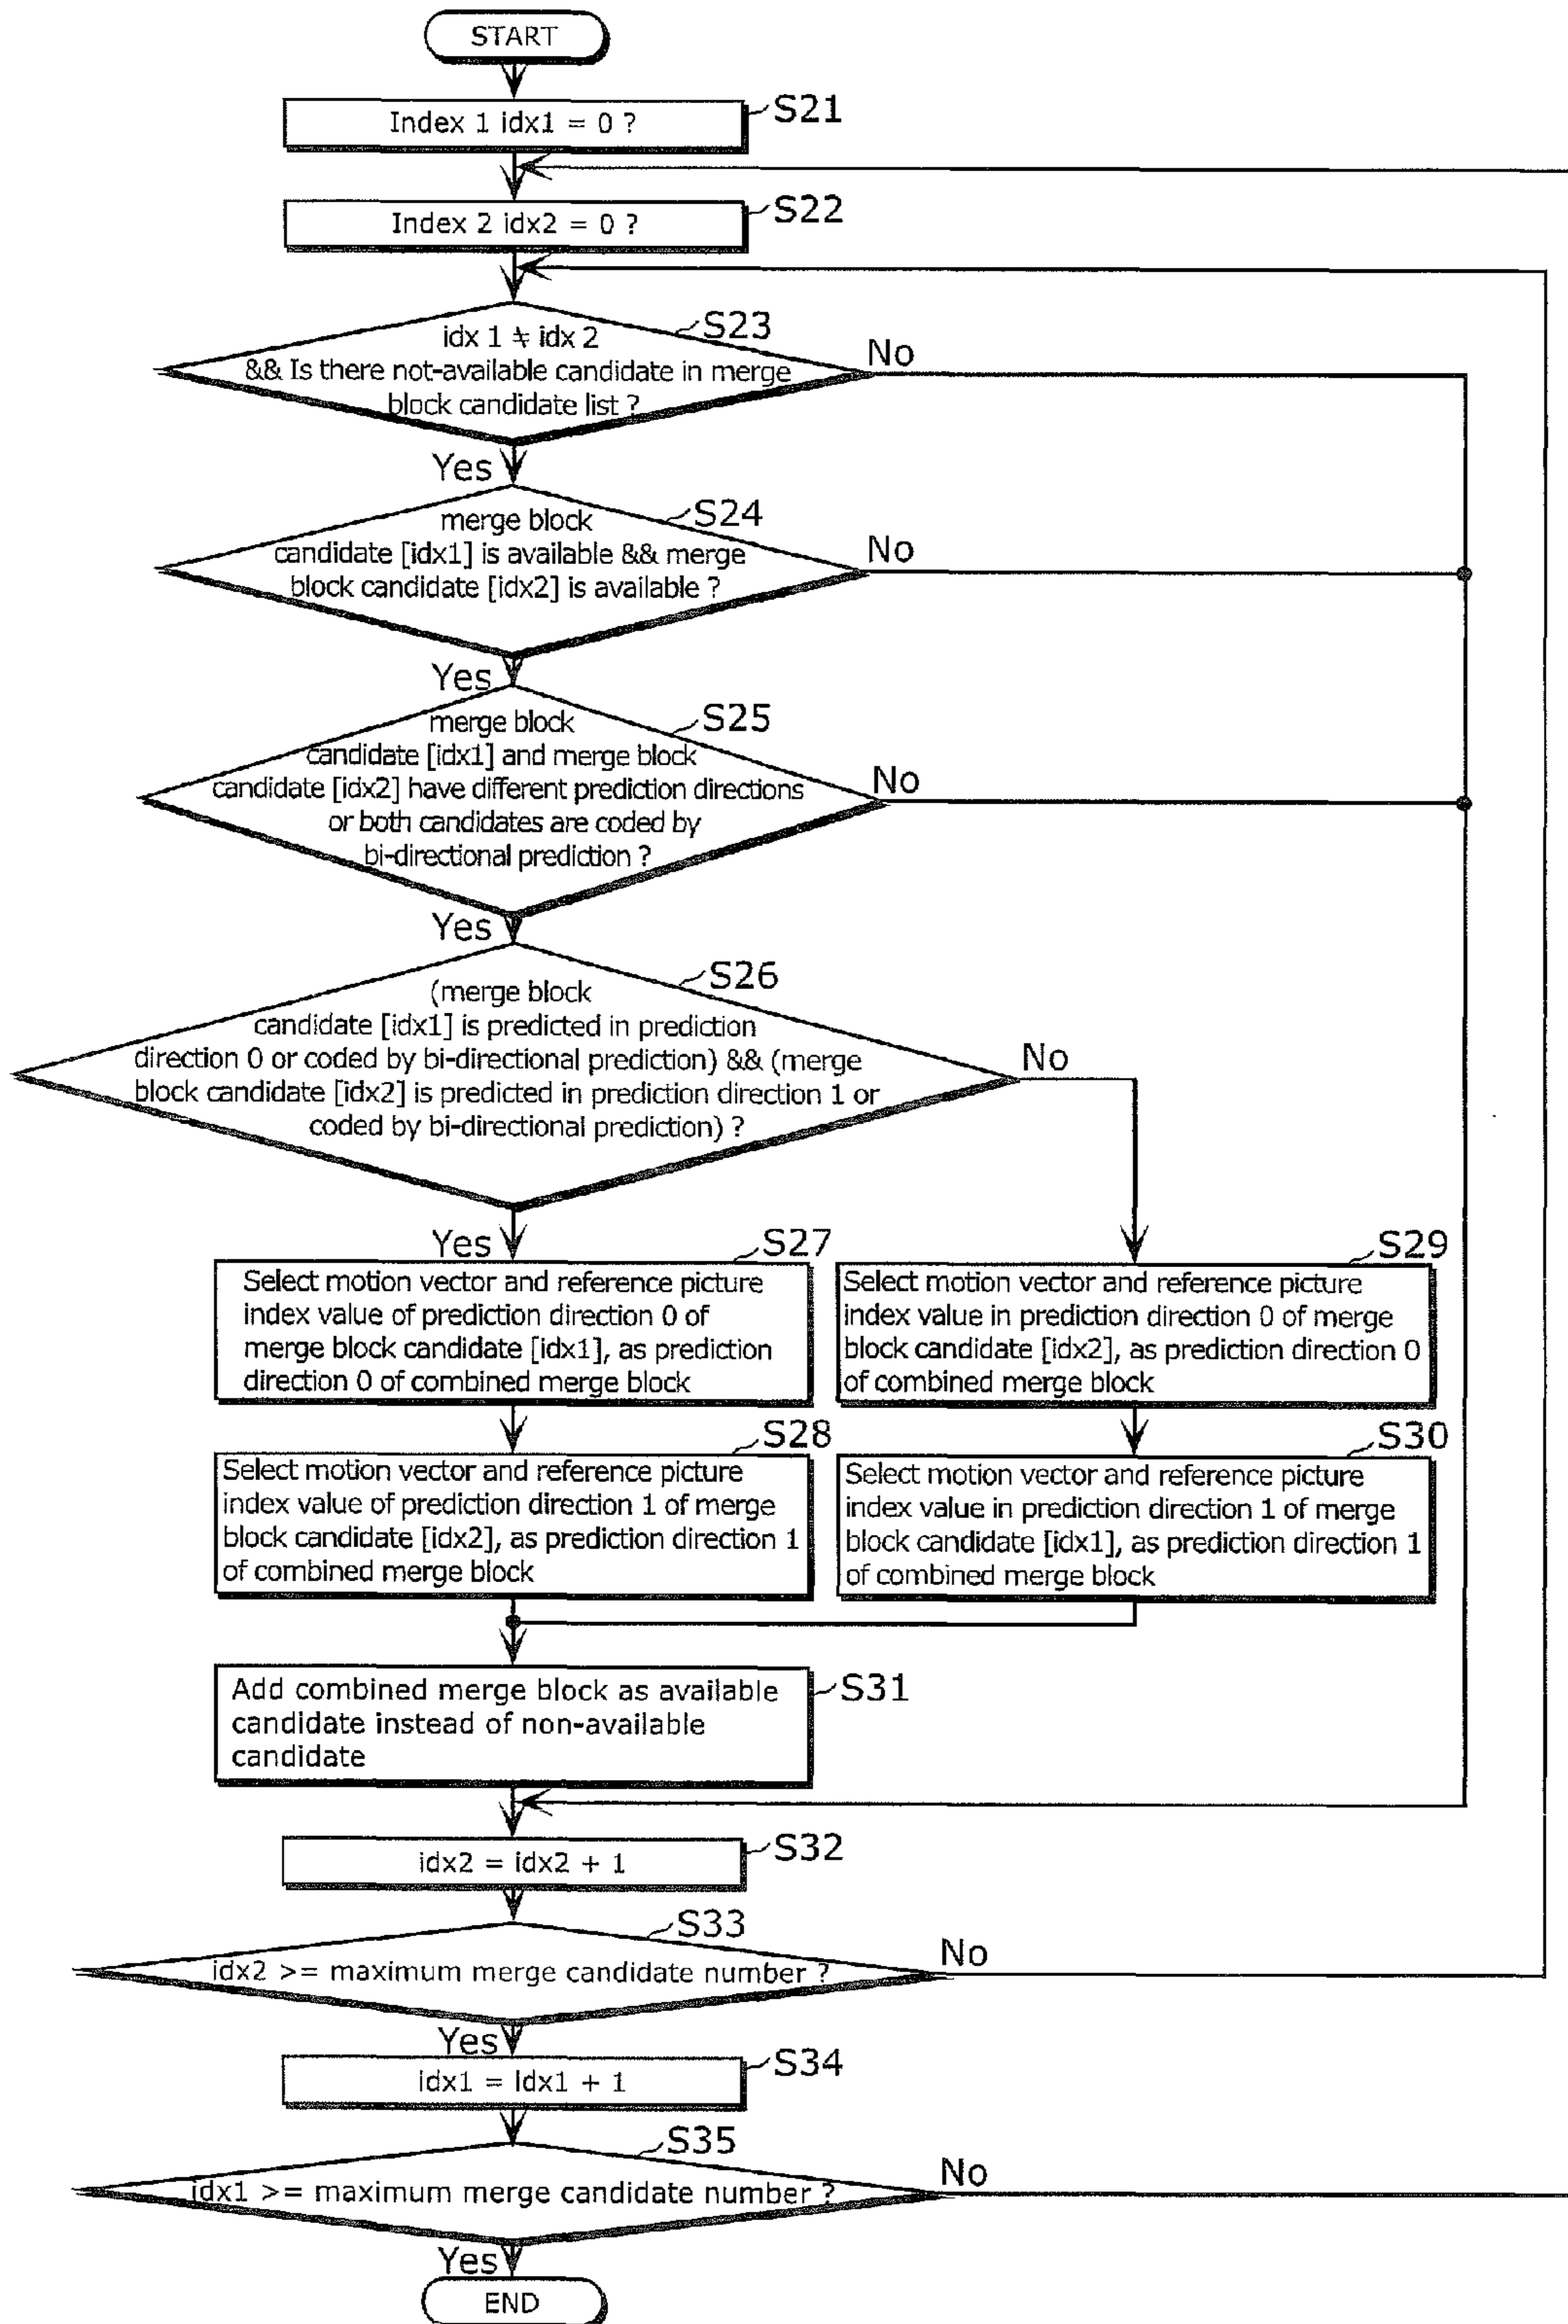 START
Index 1 idx1 = 0 ?
S21
Index 2 idx2 = 0 ?
S22
idx 1 ≠ idx 2
&& Is there not-available candidate in merge
block candidate list ?
S23
No
Yes
merge block
candidate [idx1] is available && merge
block candidate [idx2] is available ?
S24
No
Yes
merge block
candidate [idx1] and merge block
candidate [idx2] have different prediction directions
or both candidates are coded by
bi-directional prediction ?
S25
No
Yes
(merge block
candidate [idx1] is predicted in prediction
direction 0 or coded by bi-directional prediction) && (merge
block candidate [idx2] is predicted in prediction direction 1 or
coded by bi-directional prediction) ?
S26
No
Yes
S27
Select motion vector and reference picture
index value of prediction direction 0 of
merge block candidate [idx1], as prediction
direction 0 of combined merge block
S29
Select motion vector and reference picture
index value in prediction direction 0 of merge
block candidate [idx2], as prediction direction 0
of combined merge block
S28
Select motion vector and reference picture
index value of prediction direction 1 of merge
block candidate [idx2], as prediction direction 1
of combined merge block
S30
Select motion vector and reference picture
index value in prediction direction 1 of merge
block candidate [idx1], as prediction direction 1
of combined merge block
Add combined merge block as available
candidate instead of non-available
candidate
S31
idx2 = idx2 + 1
S32
S33
idx2 >= maximum merge candidate number ?
No
Yes
idx1 = idx1 + 1
S34
S35
idx1 >= maximum merge candidate number ?
No
Yes
END